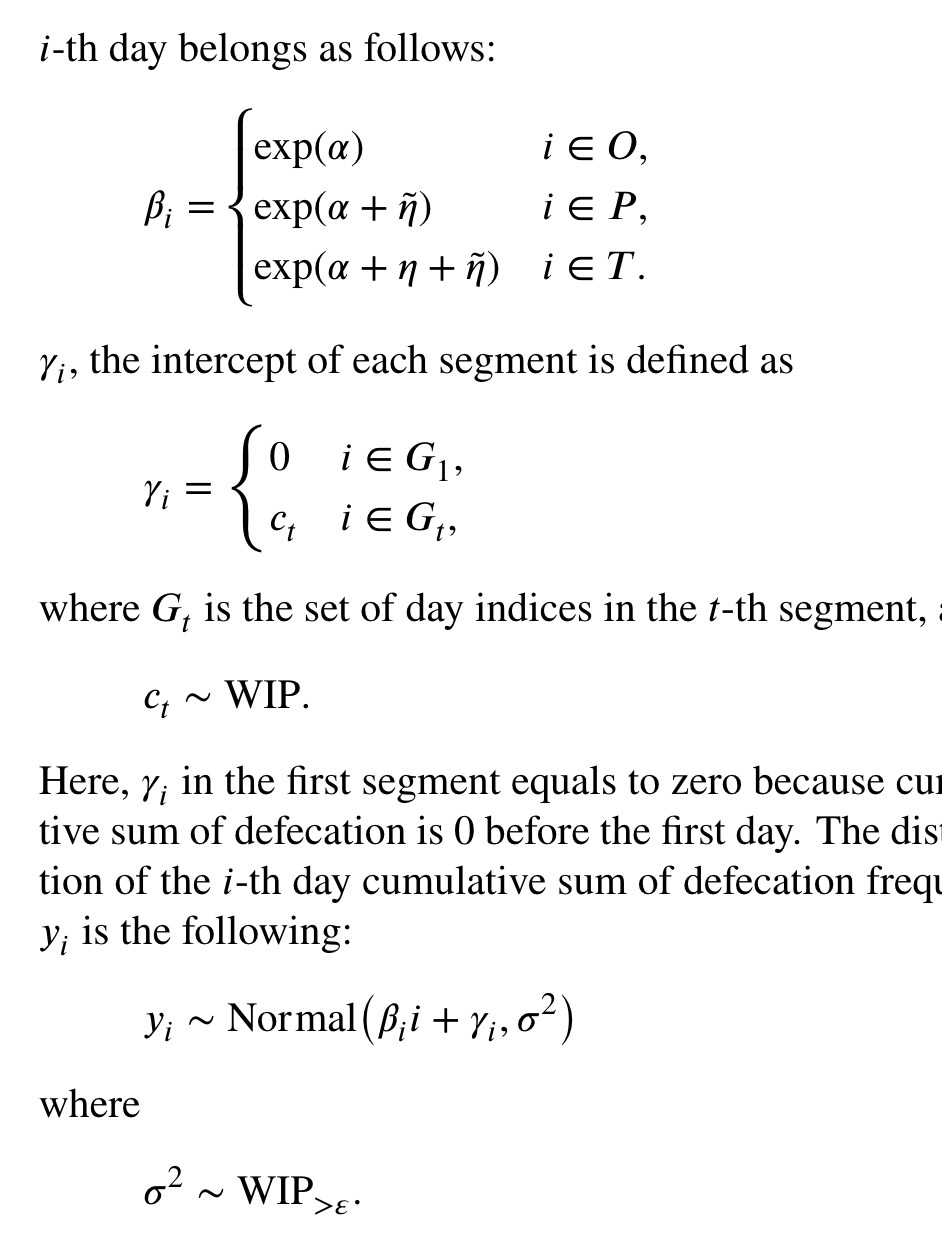 i-th day belongs as follows:
β_i = { exp(α) i ∈ O,
exp(α + η̃) i ∈ P,
exp(α + η + η̃) i ∈ T.
γ_i, the intercept of each segment is defined as
γ_i = { 0 i ∈ G_1,
c_t i ∈ G_t,
where G_t is the set of day indices in the t-th segment,
c_t ∼ WIP.
Here, γ_i in the first segment equals to zero because
tive sum of defecation is 0 before the first day. The
tion of the i-th day cumulative sum of defecation
y_i is the following:
y_i ∼ Normal(β_i i + γ_i, σ^2)
where
σ^2 ∼ WIP_{>ε}.